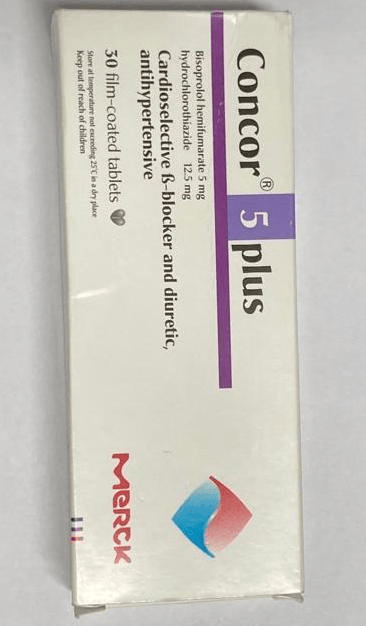 Concor® 5 plus
Bisoprolol hemifumarate 5 mg
hydrochlorothiazide 12.5 mg
Cardioselective ß-blocker and diuretic,
antihypertensive
30 film-coated tablets
Store at temperature not exceeding 25°C in a dry place
Keep out of reach of children
MERCK